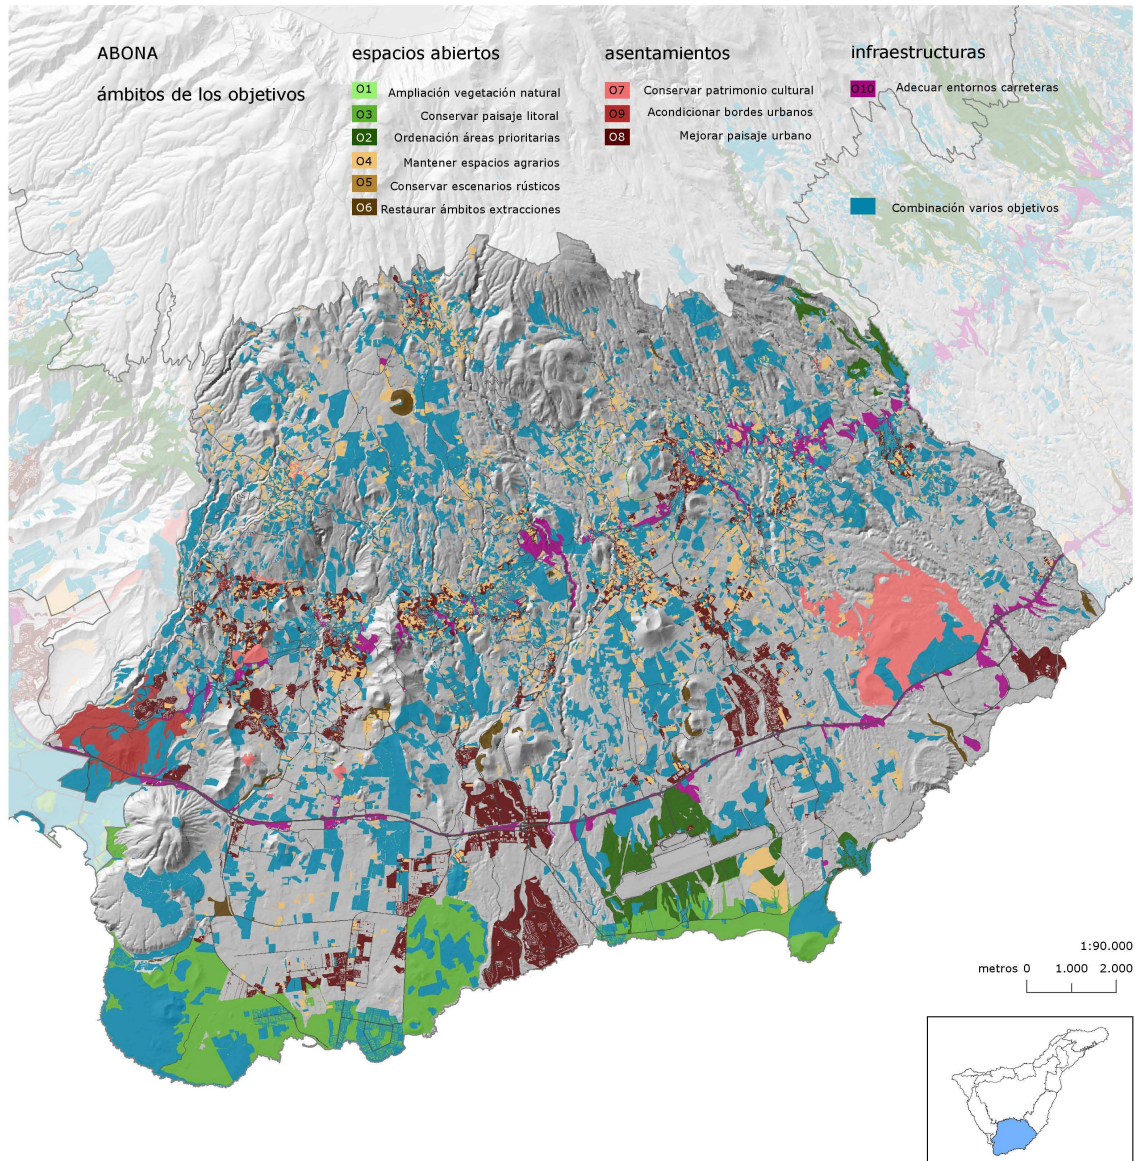 ABONA
ámbitos de los objetivos
espacios abiertos
O1 Ampliación vegetación natural
O3 Conservar paisaje litoral
O2 Ordenación áreas prioritarias
O4 Mantener espacios agrarios
O5 Conservar escenarios rústicos
O6 Restaurar ámbitos extracciones
asentamientos
O7 Conservar patrimonio cultural
O9 Acondicionar bordes urbanos
O8 Mejorar paisaje urbano
infraestructuras
O10 Adecuar entornos carreteras
Combinación varios objetivos
1:90.000
metros 0 1.000 2.000